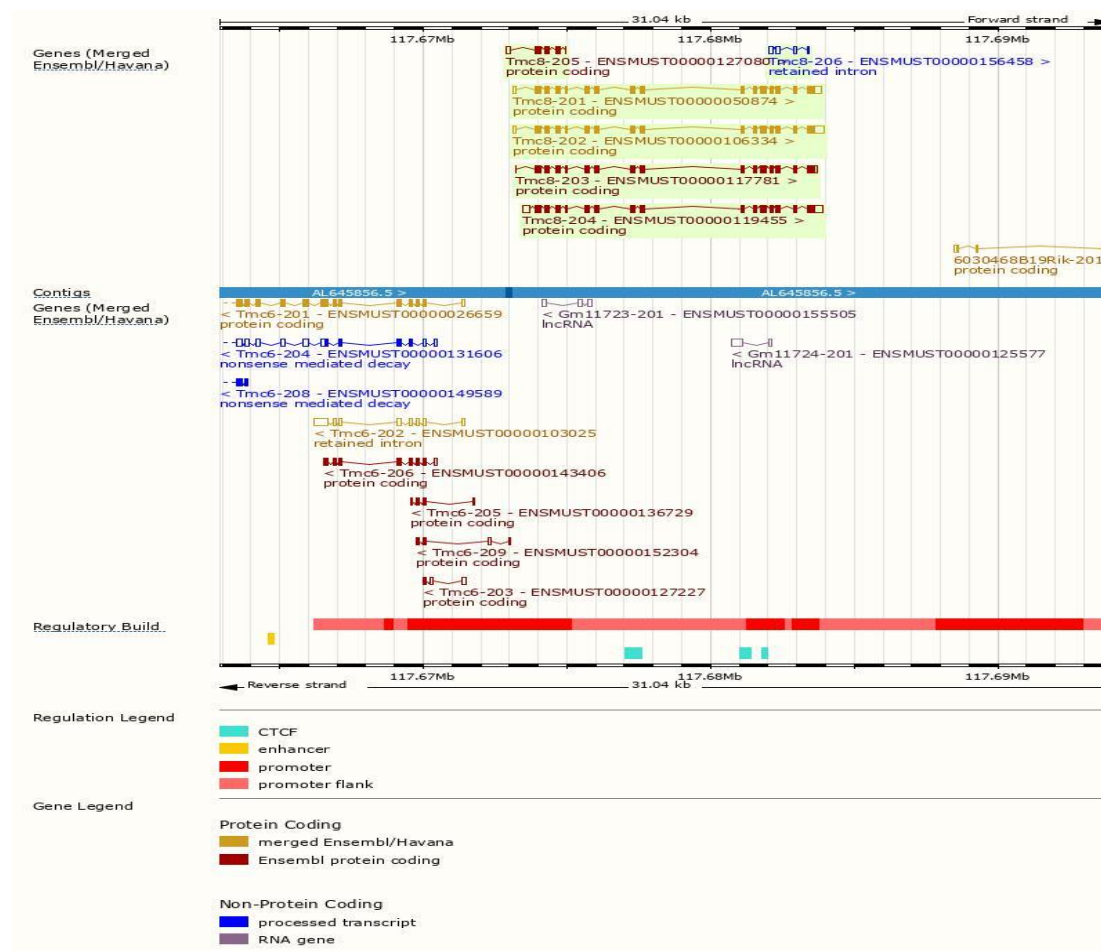 31.04 kb Forward strand
117.67Mb 117.68Mb 117.69Mb
Genes (Merged
Ensembl/Havana)
Tmc8-205 - ENSMUST00000127080 >
protein coding
Tmc8-206 - ENSMUST00000156458 >
retained intron
Tmc8-201 - ENSMUST00000050874 >
protein coding
Tmc8-202 - ENSMUST00000106334 >
protein coding
Tmc8-203 - ENSMUST00000117781 >
protein coding
Tmc8-204 - ENSMUST00000119455 >
protein coding
6030468B19Rik-201
protein coding
Contigs
AL645856.5 > AL645856.5 >
Genes (Merged
Ensembl/Havana)
< Tmc6-201 - ENSMUST00000026659
protein coding
< Gm11723-201 - ENSMUST00000155505
lncRNA
< Tmc6-204 - ENSMUST00000131606
nonsense mediated decay
< Gm11724-201 - ENSMUST00000125577
lncRNA
< Tmc6-208 - ENSMUST00000149589
nonsense mediated decay
< Tmc6-202 - ENSMUST00000103025
retained intron
< Tmc6-206 - ENSMUST00000143406
protein coding
< Tmc6-205 - ENSMUST00000136729
protein coding
< Tmc6-209 - ENSMUST00000152304
protein coding
< Tmc6-203 - ENSMUST00000127227
protein coding
Regulatory Build
117.67Mb 117.68Mb 117.69Mb
Reverse strand 31.04 kb
Regulation Legend
CTCF
enhancer
promoter
promoter flank
Gene Legend
Protein Coding
merged Ensembl/Havana
Ensembl protein coding
Non-Protein Coding
processed transcript
RNA gene